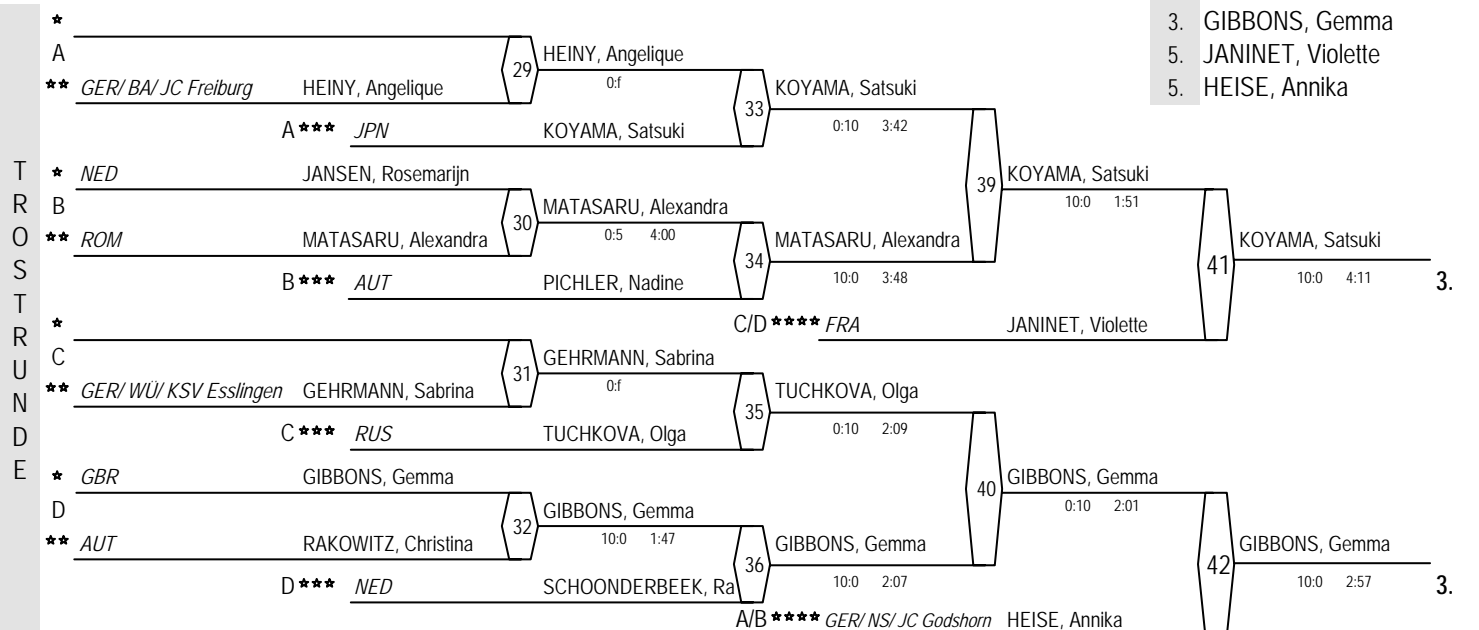 3. GIBBONS, Gemma
5. JANINET, Violette
5. HEISE, Annika
TROSTRUNDE
*
A
** GER/ BA/ JC Freiburg HEINY, Angelique
29
HEINY, Angelique
0:f
A *** JPN KOYAMA, Satsuki
33
KOYAMA, Satsuki
0:10 3:42
* NED JANSEN, Rosemarijn
B
** ROM MATASARU, Alexandra
30
MATASARU, Alexandra
0:5 4:00
B *** AUT PICHLER, Nadine
34
MATASARU, Alexandra
10:0 3:48
39
KOYAMA, Satsuki
10:0 1:51
C/D **** FRA JANINET, Violette
41
KOYAMA, Satsuki
10:0 4:11 3.
*
C
** GER/ WÜ/ KSV Esslingen GEHRMANN, Sabrina
31
GEHRMANN, Sabrina
0:f
C *** RUS TUCHKOVA, Olga
35
TUCHKOVA, Olga
0:10 2:09
* GBR GIBBONS, Gemma
D
** AUT RAKOWITZ, Christina
32
GIBBONS, Gemma
10:0 1:47
D *** NED SCHOONDERBEEK, Ra
36
GIBBONS, Gemma
10:0 2:07
40
GIBBONS, Gemma
0:10 2:01
A/B **** GER/ NS/ JC Godshorn HEISE, Annika
42
GIBBONS, Gemma
10:0 2:57 3.